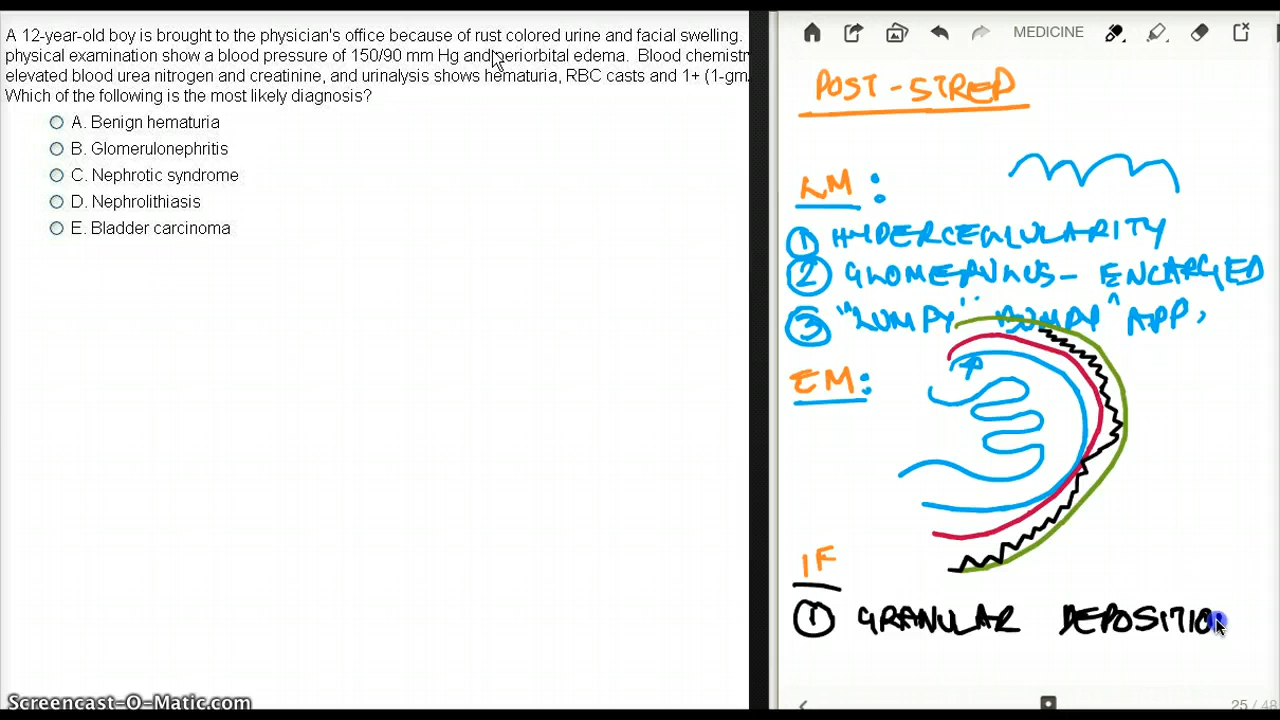 A 12-year-old boy is brought to the physician's office because of rust colored urine and facial swelling.
physical examination show a blood pressure of 150/90 mm Hg and periorbital edema. Blood chemistr
elevated blood urea nitrogen and creatinine, and urinalysis shows hematuria, RBC casts and 1+ (1-gm
Which of the following is the most likely diagnosis?
A. Benign hematuria
B. Glomerulonephritis
C. Nephrotic syndrome
D. Nephrolithiasis
E. Bladder carcinoma
MEDICINE
POST-STREP
LM:
① HYPERCELLULARITY
② GLOMERULUS - ENLARGED
③ "LUMPY" BUMPY" APP.
EM:
IF
① GRANULAR DEPOSITIO
25 / 48
Screencast-O-Matic.com